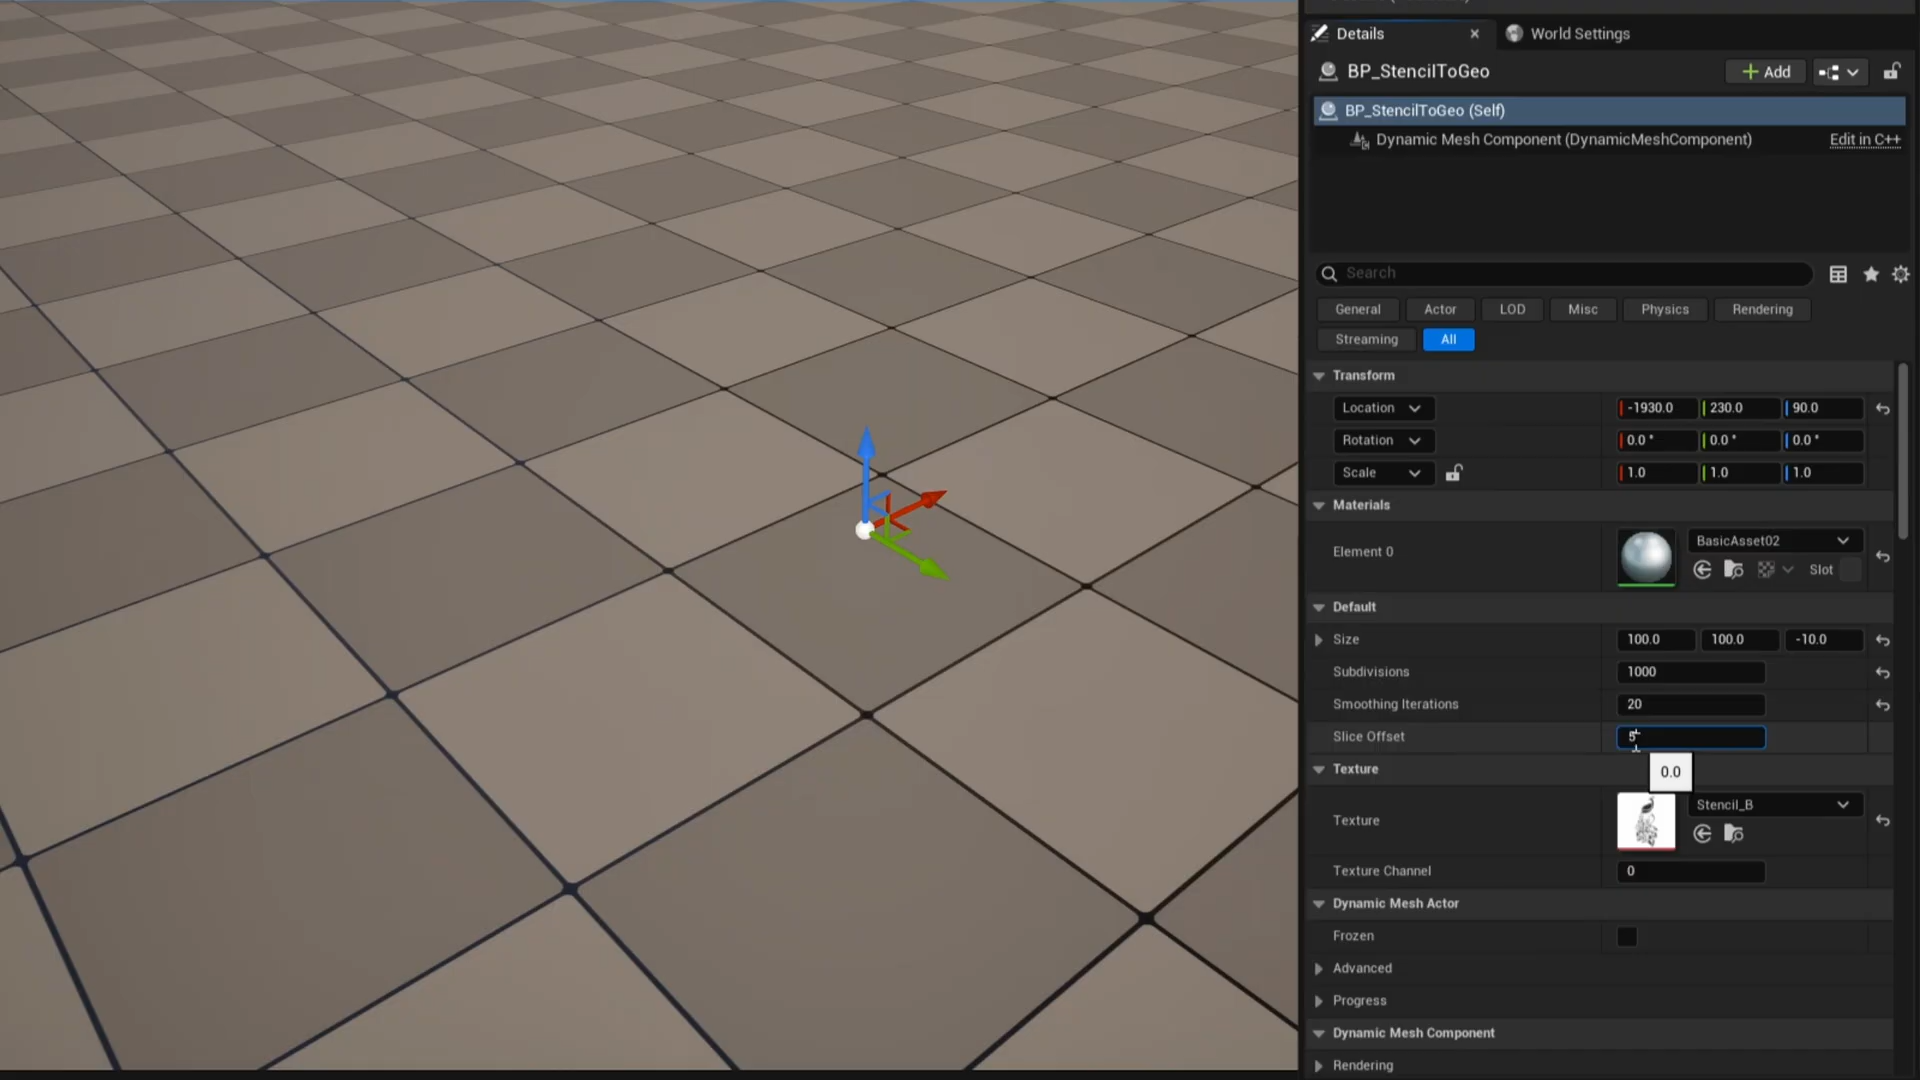 Details
World Settings
BP_StencilToGeo
Add
BP_StencilToGeo (Self)
Dynamic Mesh Component (DynamicMeshComponent)
Edit in C++
Search
General
Actor
LOD
Misc
Physics
Rendering
Streaming
All
Transform
Location
-1930.0
230.0
90.0
Rotation
0.0 °
0.0 °
0.0 °
Scale
1.0
1.0
1.0
Materials
Element 0
BasicAsset02
Slot
Default
Size
100.0
100.0
-10.0
Subdivisions
1000
Smoothing Iterations
20
Slice Offset
5
0.0
Texture
Texture
Stencil_B
Texture Channel
0
Dynamic Mesh Actor
Frozen
Advanced
Progress
Dynamic Mesh Component
Rendering